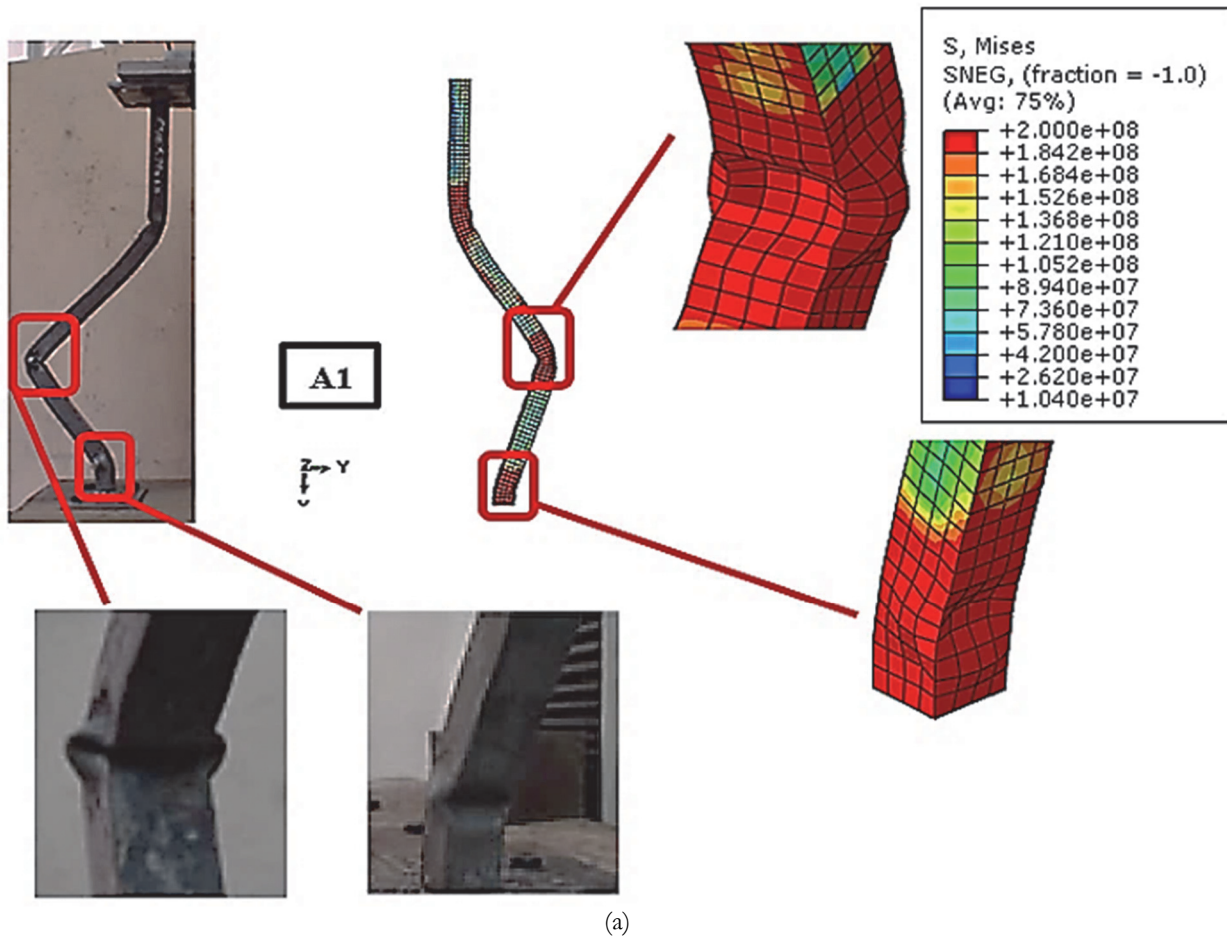 S, Mises
SNEG, (fraction = -1.0)
(Avg: 75%)
+2.000e+08
+1.842e+08
+1.684e+08
+1.526e+08
+1.368e+08
+1.210e+08
+1.052e+08
+8.940e+07
+7.360e+07
+5.780e+07
+4.200e+07
+2.620e+07
+1.040e+07
A1
Z Y
(a)